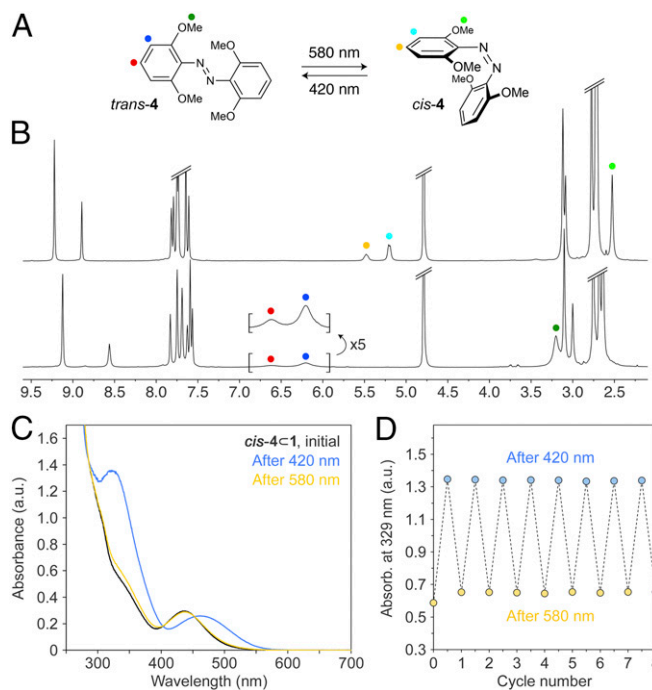 A
OMe
OMe
N
N
MeO
MeO
trans-4
580 nm
420 nm
OMe
N
N
OMe
MeO
OMe
cis-4
B
x5
9.5 9.0 8.5 8.0 7.5 7.0 6.5 6.0 5.5 5.0 4.5 4.0 3.5 3.0 2.5
C
cis-4⊂1, initial
After 420 nm
After 580 nm
1.6
1.4
1.2
1.0
0.8
0.6
0.4
0.2
0
Absorbance (a.u.)
300 400 500 600 700
Wavelength (nm)
D
After 420 nm
After 580 nm
1.5
1.3
1.1
0.9
0.7
0.5
0.3
Absorb. at 329 nm (a.u.)
0 1 2 3 4 5 6 7 8
Cycle number